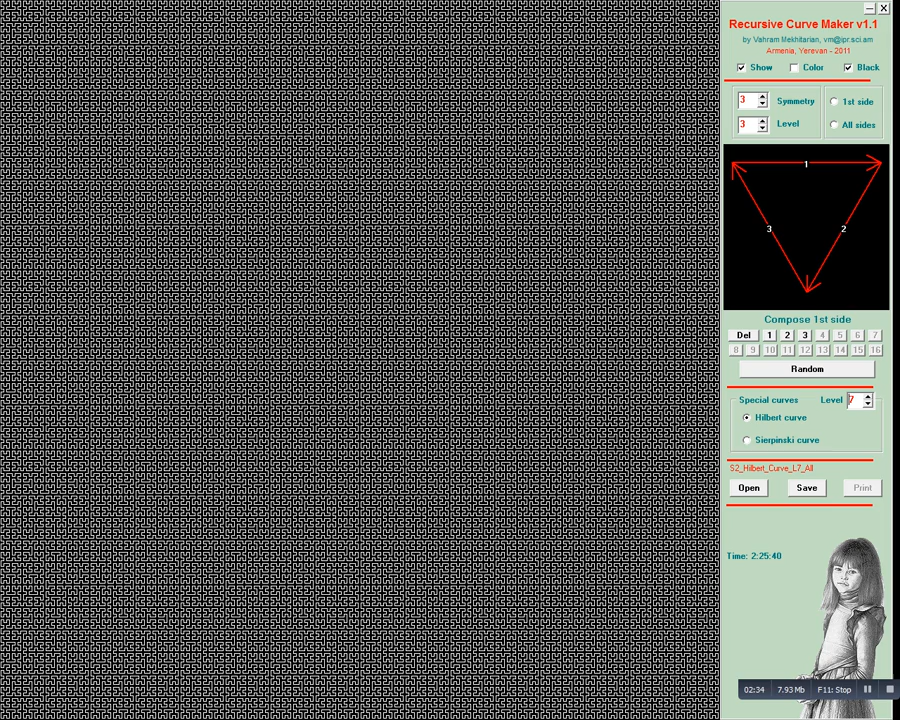 Recursive Curve Maker v1.1
by Vahram Mekhitarian, vm@ipr.sci.am
Armenia, Yerevan - 2011
Show Color Black
3 Symmetry 1st side
3 Level All sides
1
3 2
Compose 1st side
Del 1 2 3 4 5 6 7
8 9 10 11 12 13 14 15 16
Random
Special curves Level 7
Hilbert curve
Sierpinski curve
S2_Hilbert_Curve_L7_All
Open Save Print
Time: 2:25:40
02:34 7.93 Mb F11: Stop